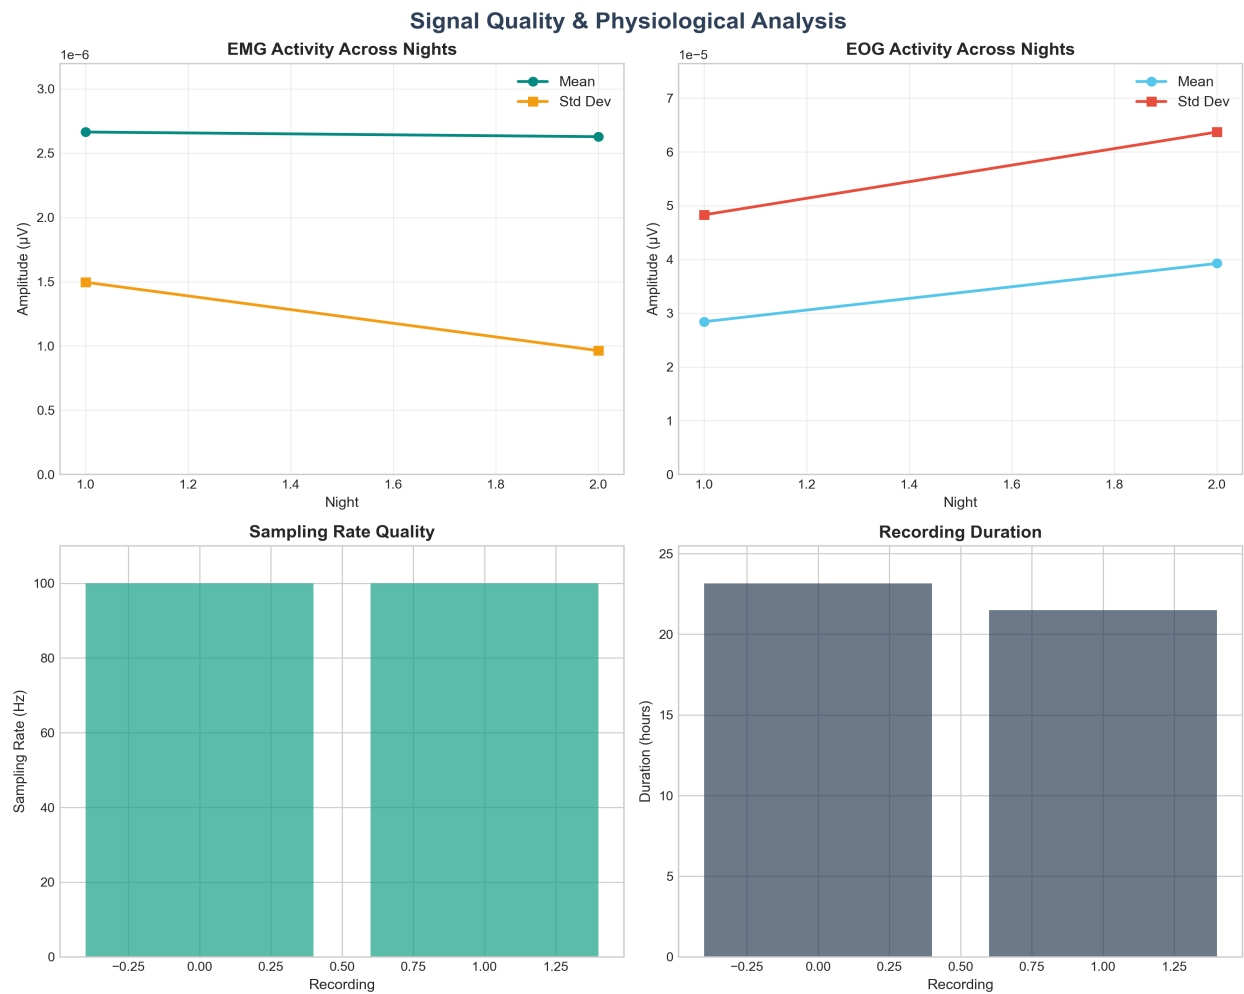 Signal Quality & Physiological Analysis
EMG Activity Across Nights
1e−6
Mean
Std Dev
3.0
2.5
2.0
1.5
1.0
0.5
0.0
Amplitude (μV)
1.0 1.2 1.4 1.6 1.8 2.0
Night
EOG Activity Across Nights
1e−5
Mean
Std Dev
7
6
5
4
3
2
1
0
Amplitude (μV)
1.0 1.2 1.4 1.6 1.8 2.0
Night
Sampling Rate Quality
100
80
60
40
20
0
Sampling Rate (Hz)
−0.25 0.00 0.25 0.50 0.75 1.00 1.25
Recording
Recording Duration
25
20
15
10
5
0
Duration (hours)
−0.25 0.00 0.25 0.50 0.75 1.00 1.25
Recording